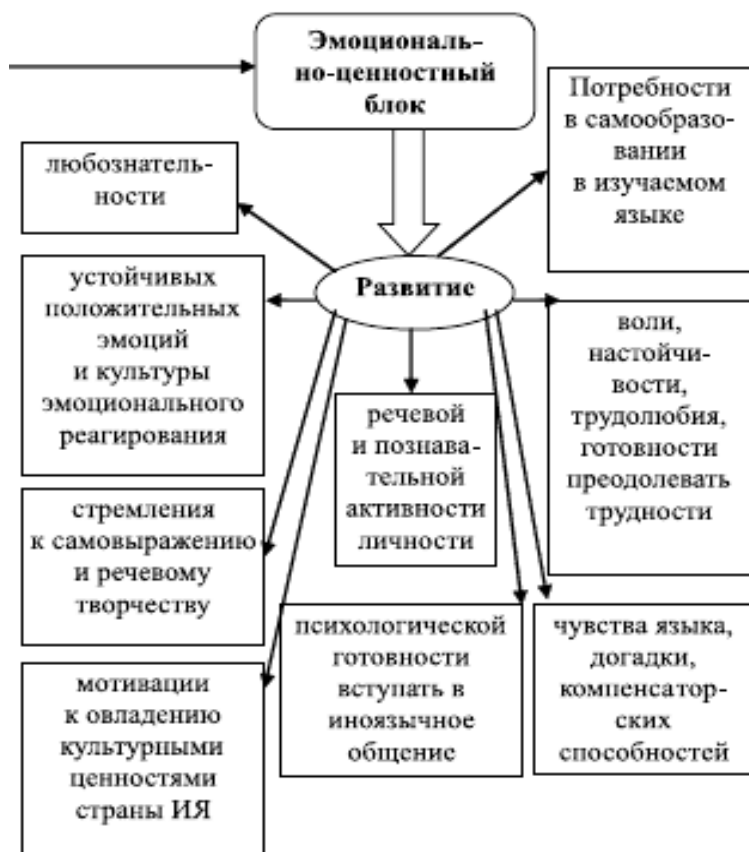 Эмоциональ-
но-ценностный
блок
Потребности
в самообразо-
вании
в изучаемом
языке
любознатель-
ности
Развитие
устойчивых
положительных
эмоций
и культуры
эмоционального
реагирования
воли,
настойчи-
вости,
трудолюбия,
готовности
преодолевать
трудности
речевой
и познава-
тельной
активности
личности
стремления
к самовыражению
и речевому
творчеству
психологической
готовности
вступать в
иноязычное
общение
чувства языка,
догадки,
компенсатор-
ских
способностей
мотивации
к овладению
культурными
ценностями
страны ИЯ